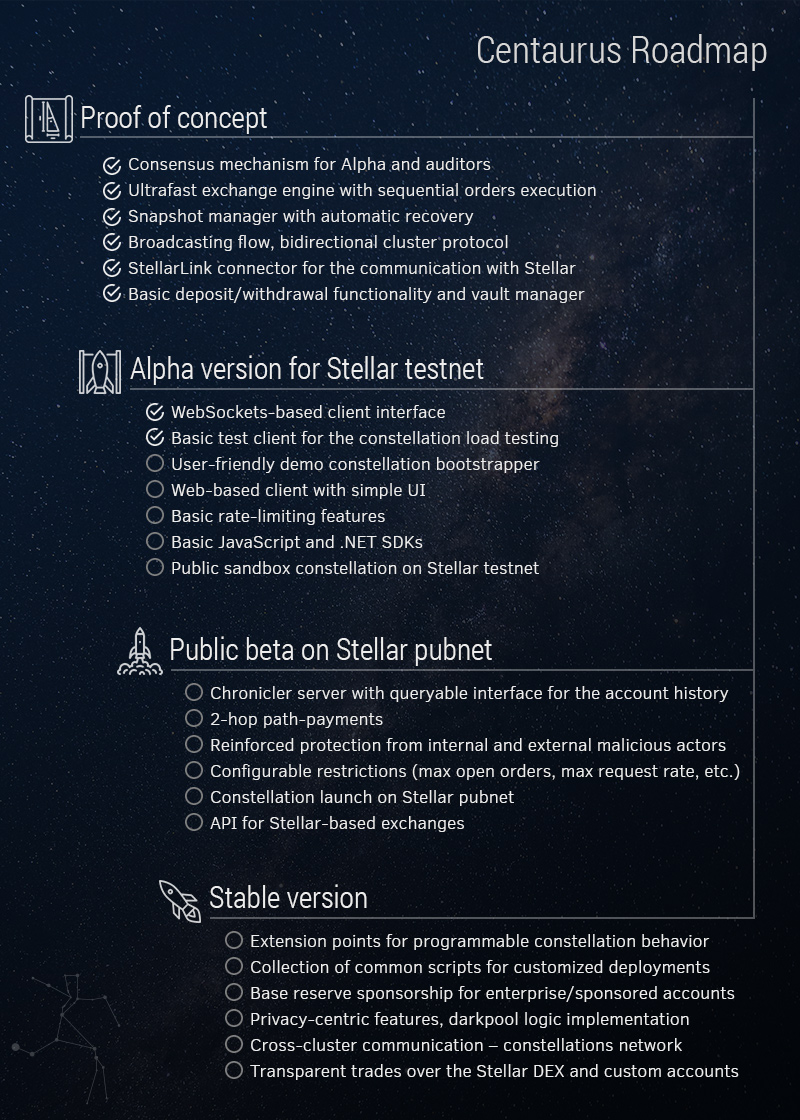 Centaurus Roadmap
Proof of concept
Consensus mechanism for Alpha and auditors
Ultrafast exchange engine with sequential orders execution
Snapshot manager with automatic recovery
Broadcasting flow, bidirectional cluster protocol
StellarLink connector for the communication with Stellar
Basic deposit/withdrawal functionality and vault manager
Alpha version for Stellar testnet
WebSockets-based client interface
Basic test client for the constellation load testing
User-friendly demo constellation bootstrapper
Web-based client with simple UI
Basic rate-limiting features
Basic JavaScript and .NET SDKs
Public sandbox constellation on Stellar testnet
Public beta on Stellar pubnet
Chronicler server with queryable interface for the account history
2-hop path-payments
Reinforced protection from internal and external malicious actors
Configurable restrictions (max open orders, max request rate, etc.)
Constellation launch on Stellar pubnet
API for Stellar-based exchanges
Stable version
Extension points for programmable constellation behavior
Collection of common scripts for customized deployments
Base reserve sponsorship for enterprise/sponsored accounts
Privacy-centric features, darkpool logic implementation
Cross-cluster communication – constellations network
Transparent trades over the Stellar DEX and custom accounts